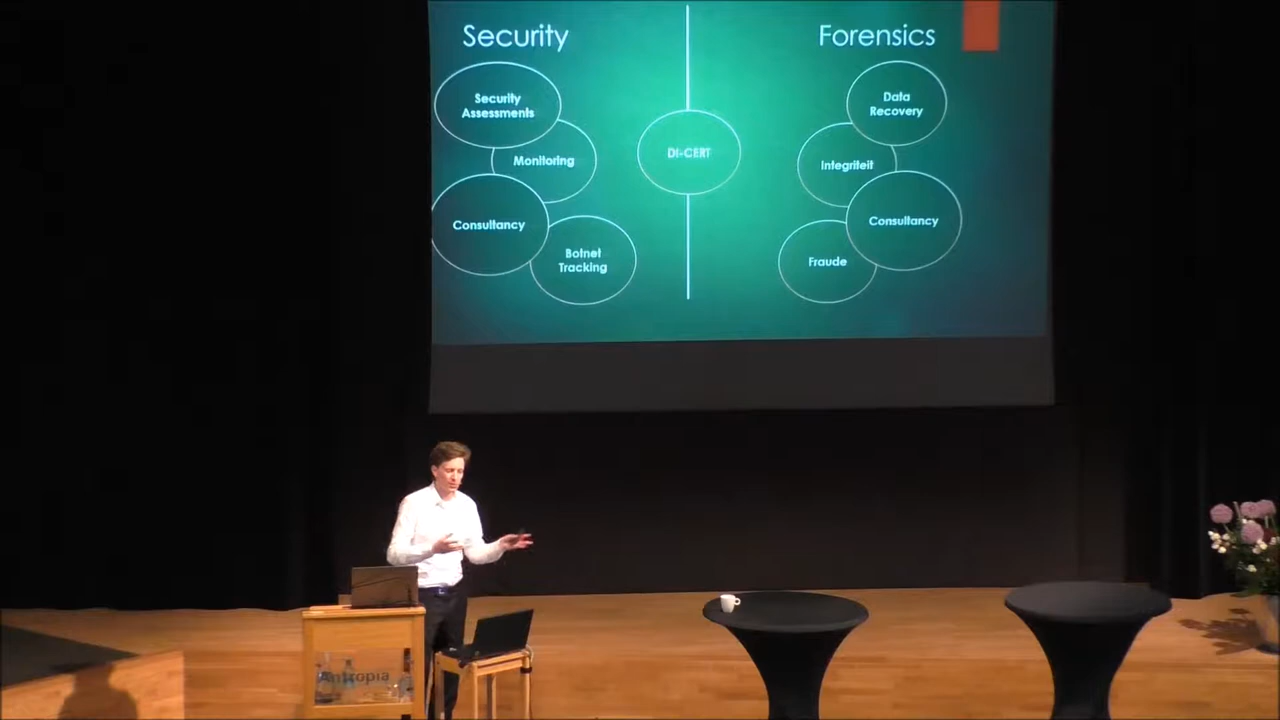 Security
Forensics
Security
Assessments
Monitoring
Consultancy
Botnet
Tracking
DI-CERT
Data
Recovery
Integriteit
Consultancy
Fraude
Antropia